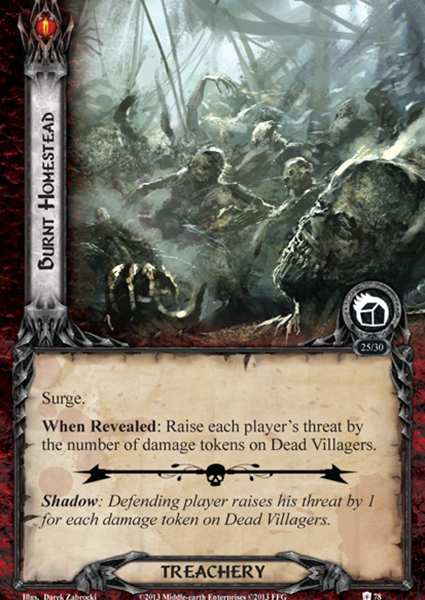 BURNT HOMESTEAD
25/30
Surge.
When Revealed: Raise each player's threat by
the number of damage tokens on Dead Villagers.
Shadow: Defending player raises his threat by 1
for each damage token on Dead Villagers.
TREACHERY
Illus. Darek Zabrocki
©2013 Middle-earth Enterprises ©2013 FFG
78